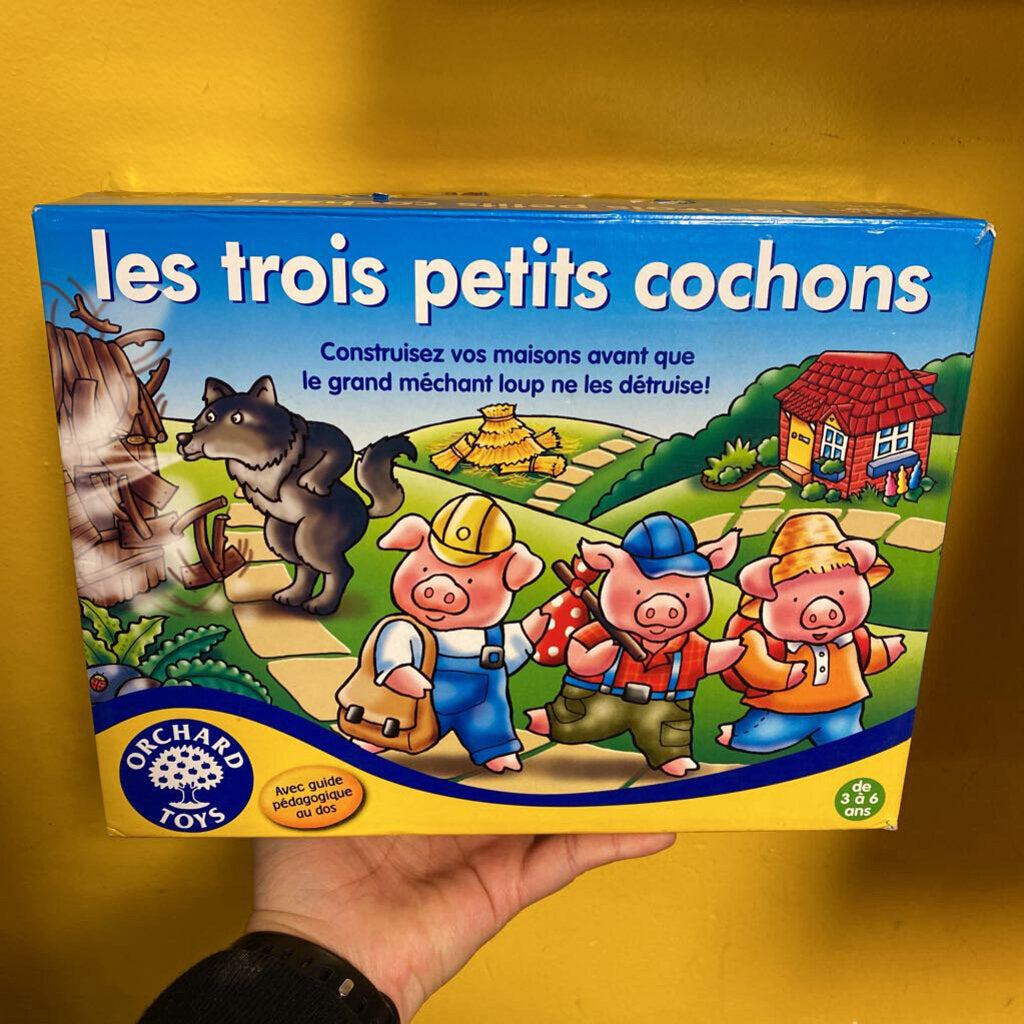 les trois petits cochons
Construisez vos maisons avant que
le grand méchant loup ne les détruise!
ORCHARD
TOYS
Avec guide
pédagogique
au dos
de
3 à 6
ans